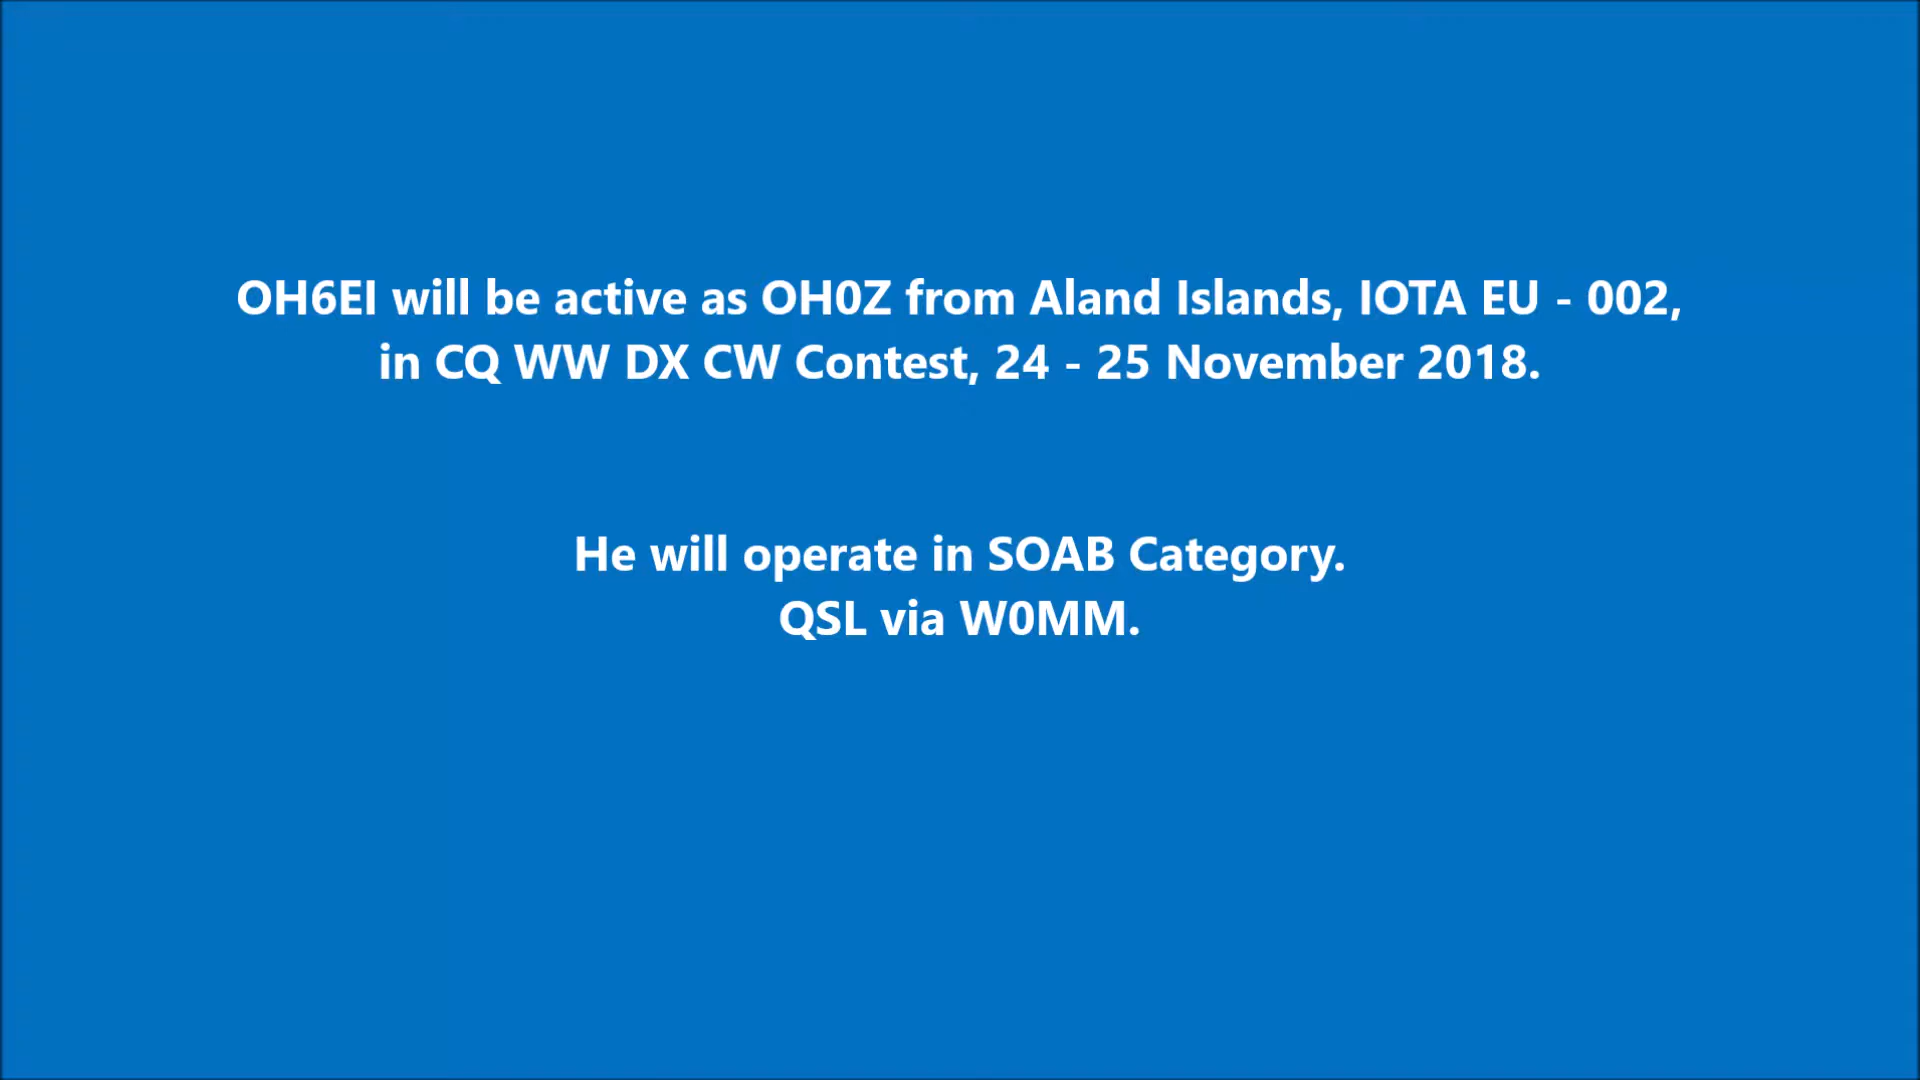 OH6EI will be active as OH0Z from Aland Islands, IOTA EU - 002,
in CQ WW DX CW Contest, 24 - 25 November 2018.
He will operate in SOAB Category.
QSL via W0MM.